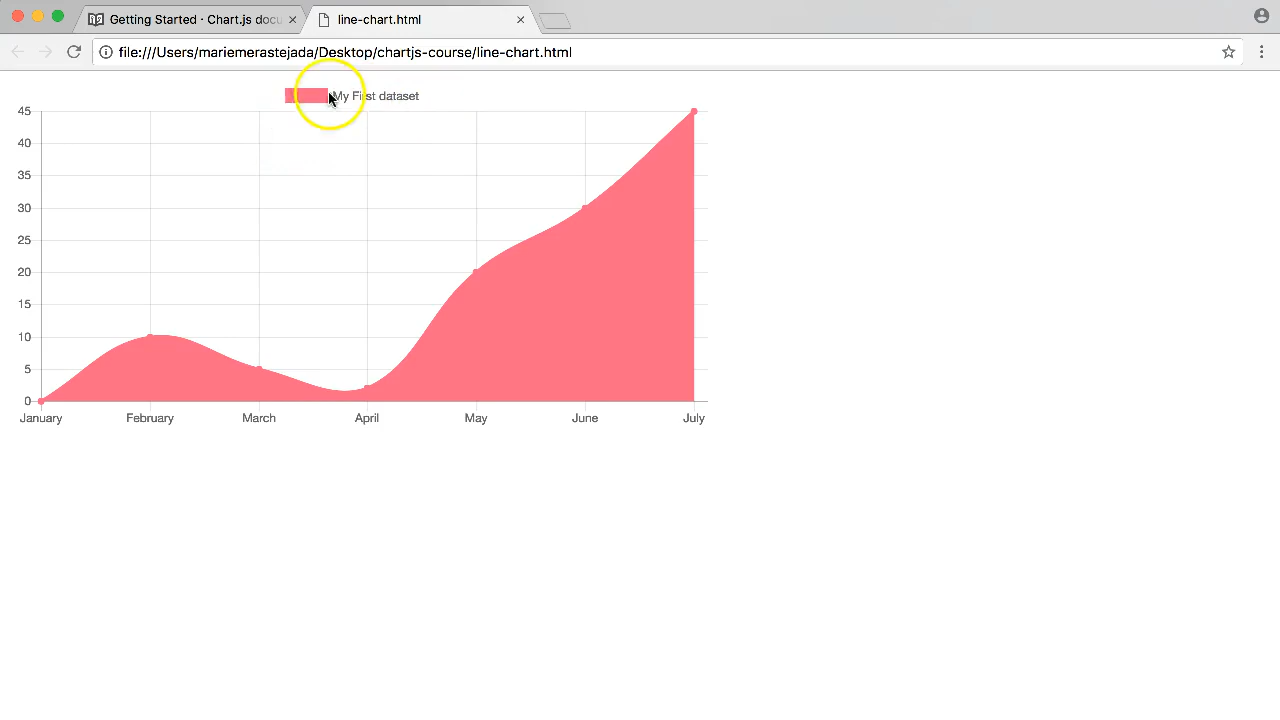 Getting Started · Chart.js docu
line-chart.html
file:///Users/mariemerastejada/Desktop/chartjs-course/line-chart.html
My First dataset
45
40
35
30
25
20
15
10
5
0
January February March April May June July